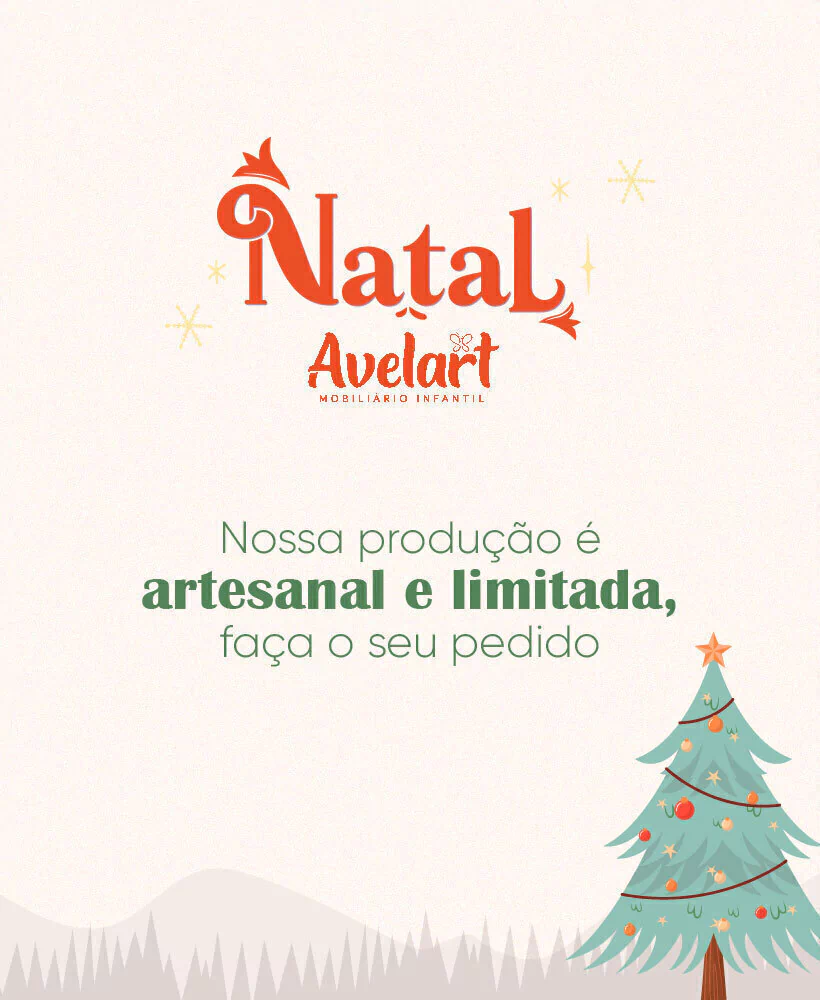 Natal
Avelart
MOBILIÁRIO INFANTIL
Nossa produção é
artesanal e limitada,
faça o seu pedido